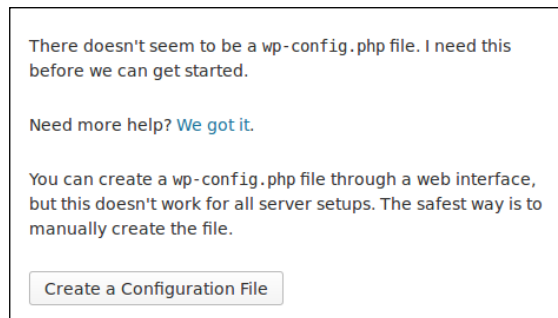 There doesn't seem to be a wp-config.php file. I need this
before we can get started.
Need more help? We got it.
You can create a wp-config.php file through a web interface,
but this doesn't work for all server setups. The safest way is to
manually create the file.
Create a Configuration File